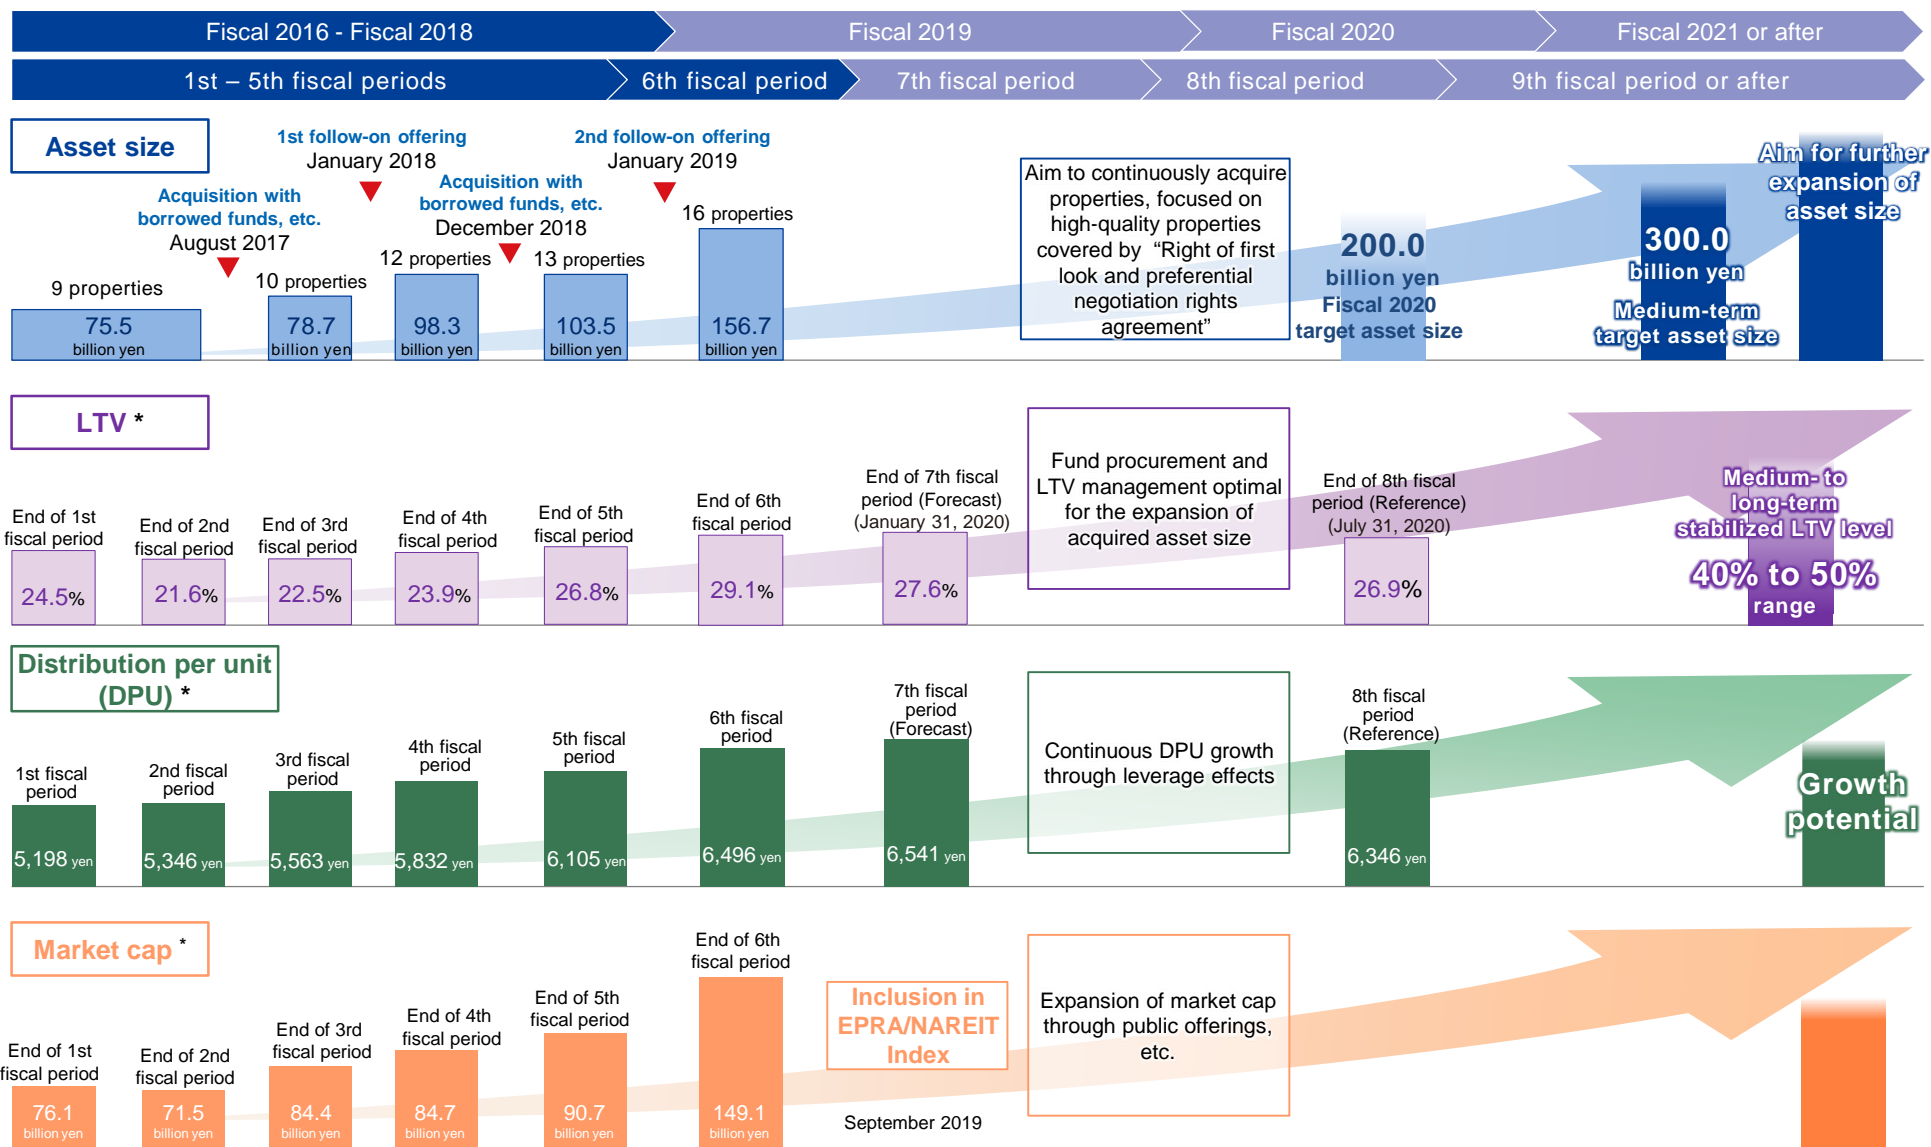 Fiscal 2016 - Fiscal 2018
Fiscal 2019
Fiscal 2020
Fiscal 2021 or after
1st – 5th fiscal periods
6th fiscal period
7th fiscal period
8th fiscal period
9th fiscal period or after
Asset size
9 properties
75.5
billion yen
Acquisition with
borrowed funds, etc.
August 2017
10 properties
78.7
billion yen
1st follow-on offering
January 2018
12 properties
98.3
billion yen
Acquisition with
borrowed funds, etc.
December 2018
13 properties
103.5
billion yen
2nd follow-on offering
January 2019
16 properties
156.7
billion yen
Aim to continuously acquire
properties, focused on
high-quality properties
covered by “Right of first
look and preferential
negotiation rights
agreement”
200.0
billion yen
Fiscal 2020
target asset size
300.0
billion yen
Medium-term
target asset size
Aim for further
expansion of
asset size
LTV *
End of 1st
fiscal period
24.5%
End of 2nd
fiscal period
21.6%
End of 3rd
fiscal period
22.5%
End of 4th
fiscal period
23.9%
End of 5th
fiscal period
26.8%
End of 6th
fiscal period
29.1%
End of 7th fiscal
period (Forecast)
(January 31, 2020)
27.6%
Fund procurement and
LTV management optimal
for the expansion of
acquired asset size
End of 8th fiscal
period (Reference)
(July 31, 2020)
26.9%
Medium- to
long-term
stabilized LTV level
40% to 50%
range
Distribution per unit
(DPU) *
1st fiscal
period
5,198 yen
2nd fiscal
period
5,346 yen
3rd fiscal
period
5,563 yen
4th fiscal
period
5,832 yen
5th fiscal
period
6,105 yen
6th fiscal
period
6,496 yen
7th fiscal
period
(Forecast)
6,541 yen
Continuous DPU growth
through leverage effects
8th fiscal
period
(Reference)
6,346 yen
Growth
potential
Market cap *
End of 1st
fiscal period
76.1
billion yen
End of 2nd
fiscal period
71.5
billion yen
End of 3rd
fiscal period
84.4
billion yen
End of 4th
fiscal period
84.7
billion yen
End of 5th
fiscal period
90.7
billion yen
End of 6th
fiscal period
149.1
billion yen
Inclusion in
EPRA/NAREIT
Index
September 2019
Expansion of market cap
through public offerings,
etc.